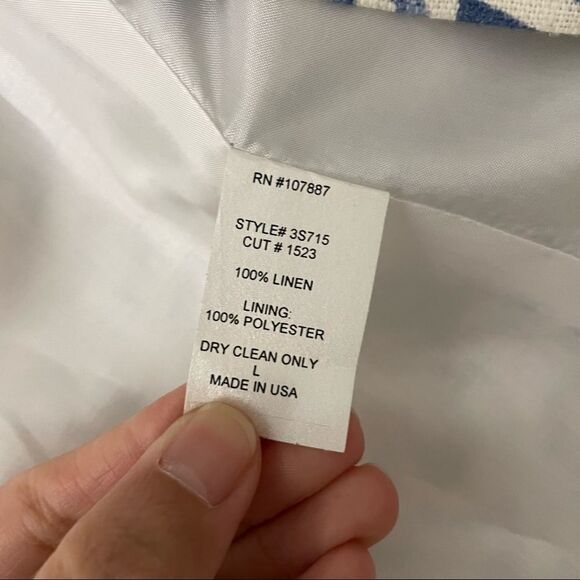 RN #107887
STYLE# 3S715
CUT # 1523
100% LINEN
LINING:
100% POLYESTER
DRY CLEAN ONLY
L
MADE IN USA